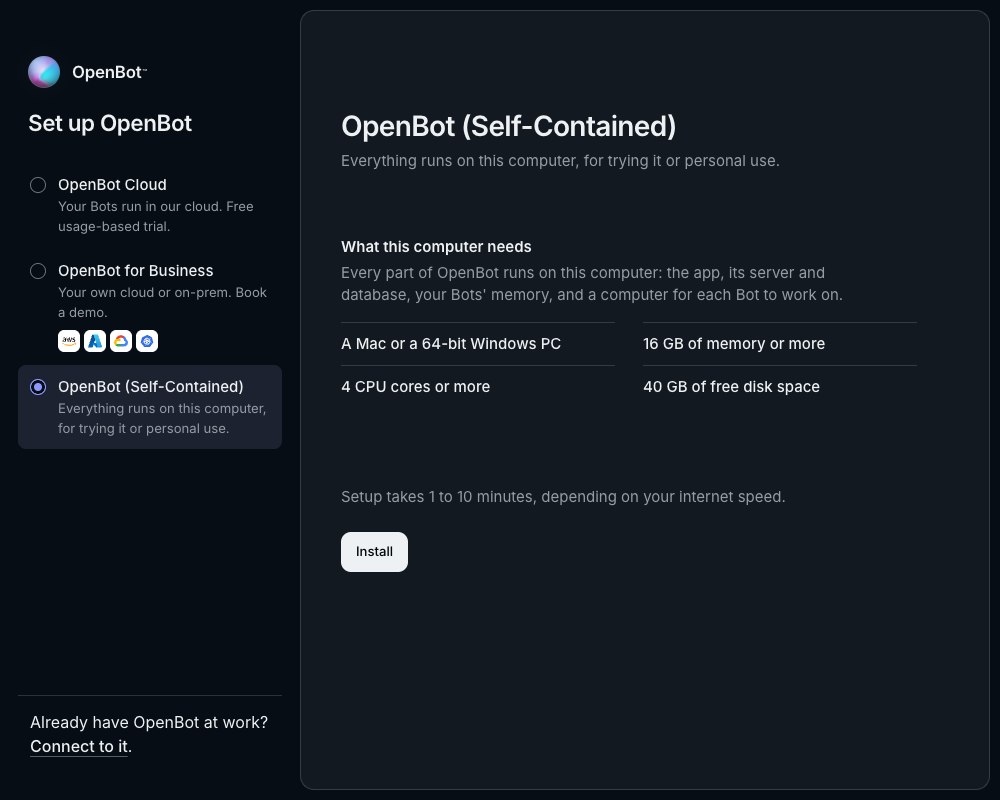 OpenBot™
Set up OpenBot
OpenBot Cloud
Your Bots run in our cloud. Free
usage-based trial.
OpenBot for Business
Your own cloud or on-prem. Book
a demo.
aws
OpenBot (Self-Contained)
Everything runs on this computer,
for trying it or personal use.
Already have OpenBot at work?
Connect to it.
OpenBot (Self-Contained)
Everything runs on this computer, for trying it or personal use.
What this computer needs
Every part of OpenBot runs on this computer: the app, its server and
database, your Bots' memory, and a computer for each Bot to work on.
A Mac or a 64-bit Windows PC
16 GB of memory or more
4 CPU cores or more
40 GB of free disk space
Setup takes 1 to 10 minutes, depending on your internet speed.
Install